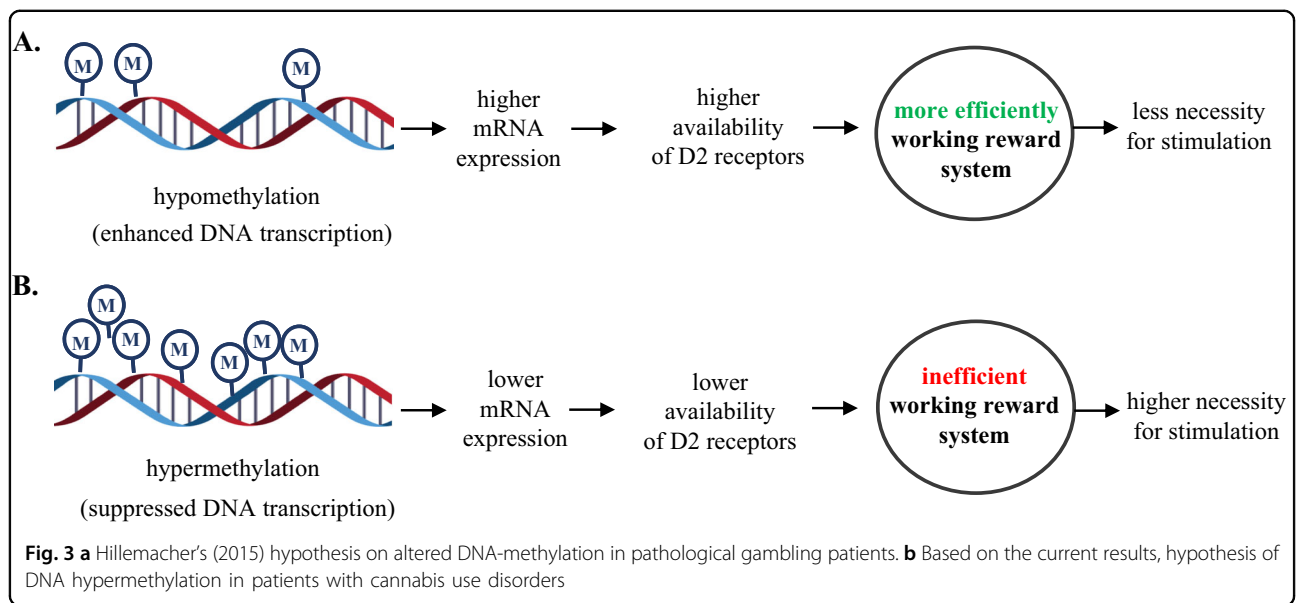 A.
M M M
hypomethylation
(enhanced DNA transcription)
higher
mRNA
expression
higher
availability
of D2 receptors
more efficiently
working reward
system
less necessity
for stimulation
B.
M
M M M M M M
hypermethylation
(suppressed DNA transcription)
lower
mRNA
expression
lower
availability
of D2 receptors
inefficient
working reward
system
higher necessity
for stimulation
Fig. 3 a Hillemacher's (2015) hypothesis on altered DNA-methylation in pathological gambling patients. b Based on the current results, hypothesis of
DNA hypermethylation in patients with cannabis use disorders